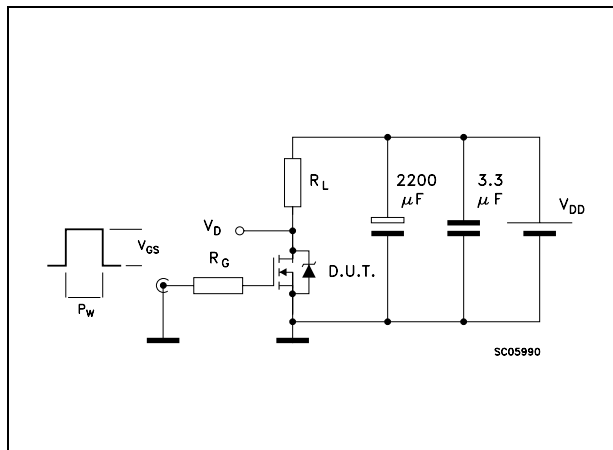 R_L
2200
μF
3.3
μF
V_DD
V_D
V_GS
R_G
D.U.T.
P_W
SC05990